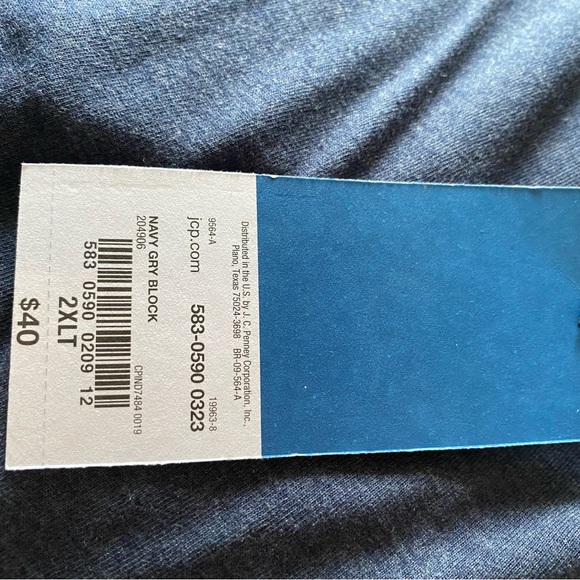 Distributed in the U.S. by J. C. Penney Corporation, Inc.,
Plano, Texas 75024-3698 BR-09-564-A
9564-A 19963-8
jcp.com 583-0590 0323
NAVY GRY BLOCK
204906 CPIND7484 0019
583 0590 0209 12
2XLT
$40